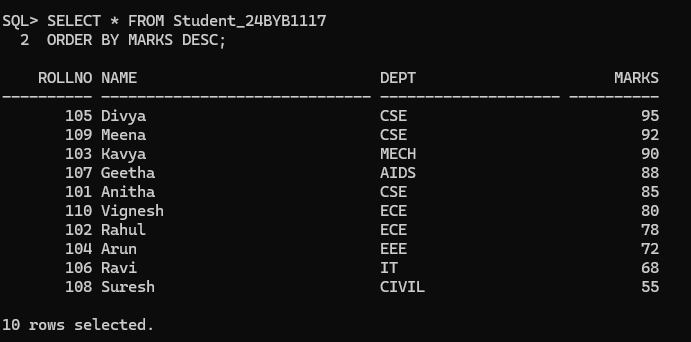 SQL> SELECT * FROM Student_24BYB1117
  2  ORDER BY MARKS DESC;

    ROLLNO NAME                           DEPT                      MARKS
---------- ------------------------------ -------------------- ----------
       105 Divya                          CSE                          95
       109 Meena                          CSE                          92
       103 Kavya                          MECH                         90
       107 Geetha                         AIDS                         88
       101 Anitha                         CSE                          85
       110 Vignesh                        ECE                          80
       102 Rahul                          ECE                          78
       104 Arun                           EEE                          72
       106 Ravi                           IT                           68
       108 Suresh                         CIVIL                        55

10 rows selected.